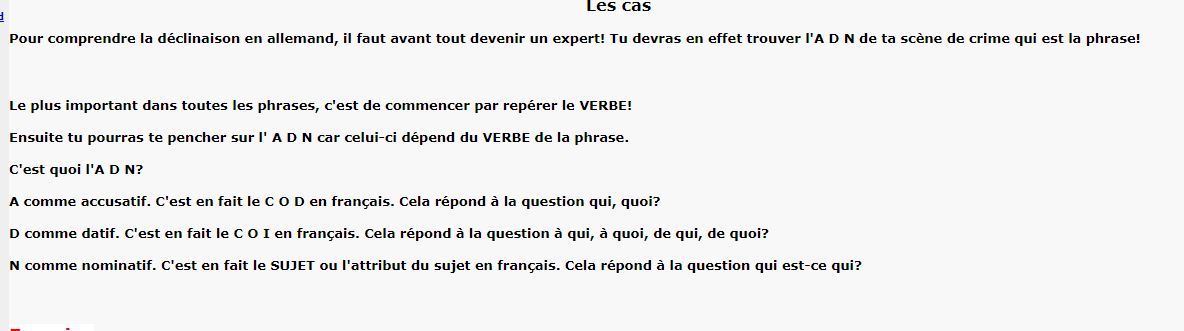 Les cas
Pour comprendre la déclinaison en allemand, il faut avant tout devenir un expert! Tu devras en effet trouver l'A D N de ta scène de crime qui est la phrase!
Le plus important dans toutes les phrases, c'est de commencer par repérer le VERBE!
Ensuite tu pourras te pencher sur l' A D N car celui-ci dépend du VERBE de la phrase.
C'est quoi l'A D N?
A comme accusatif. C'est en fait le C O D en français. Cela répond à la question qui, quoi?
D comme datif. C'est en fait le C O I en français. Cela répond à la question à qui, à quoi, de qui, de quoi?
N comme nominatif. C'est en fait le SUJET ou l'attribut du sujet en français. Cela répond à la question qui est-ce qui?